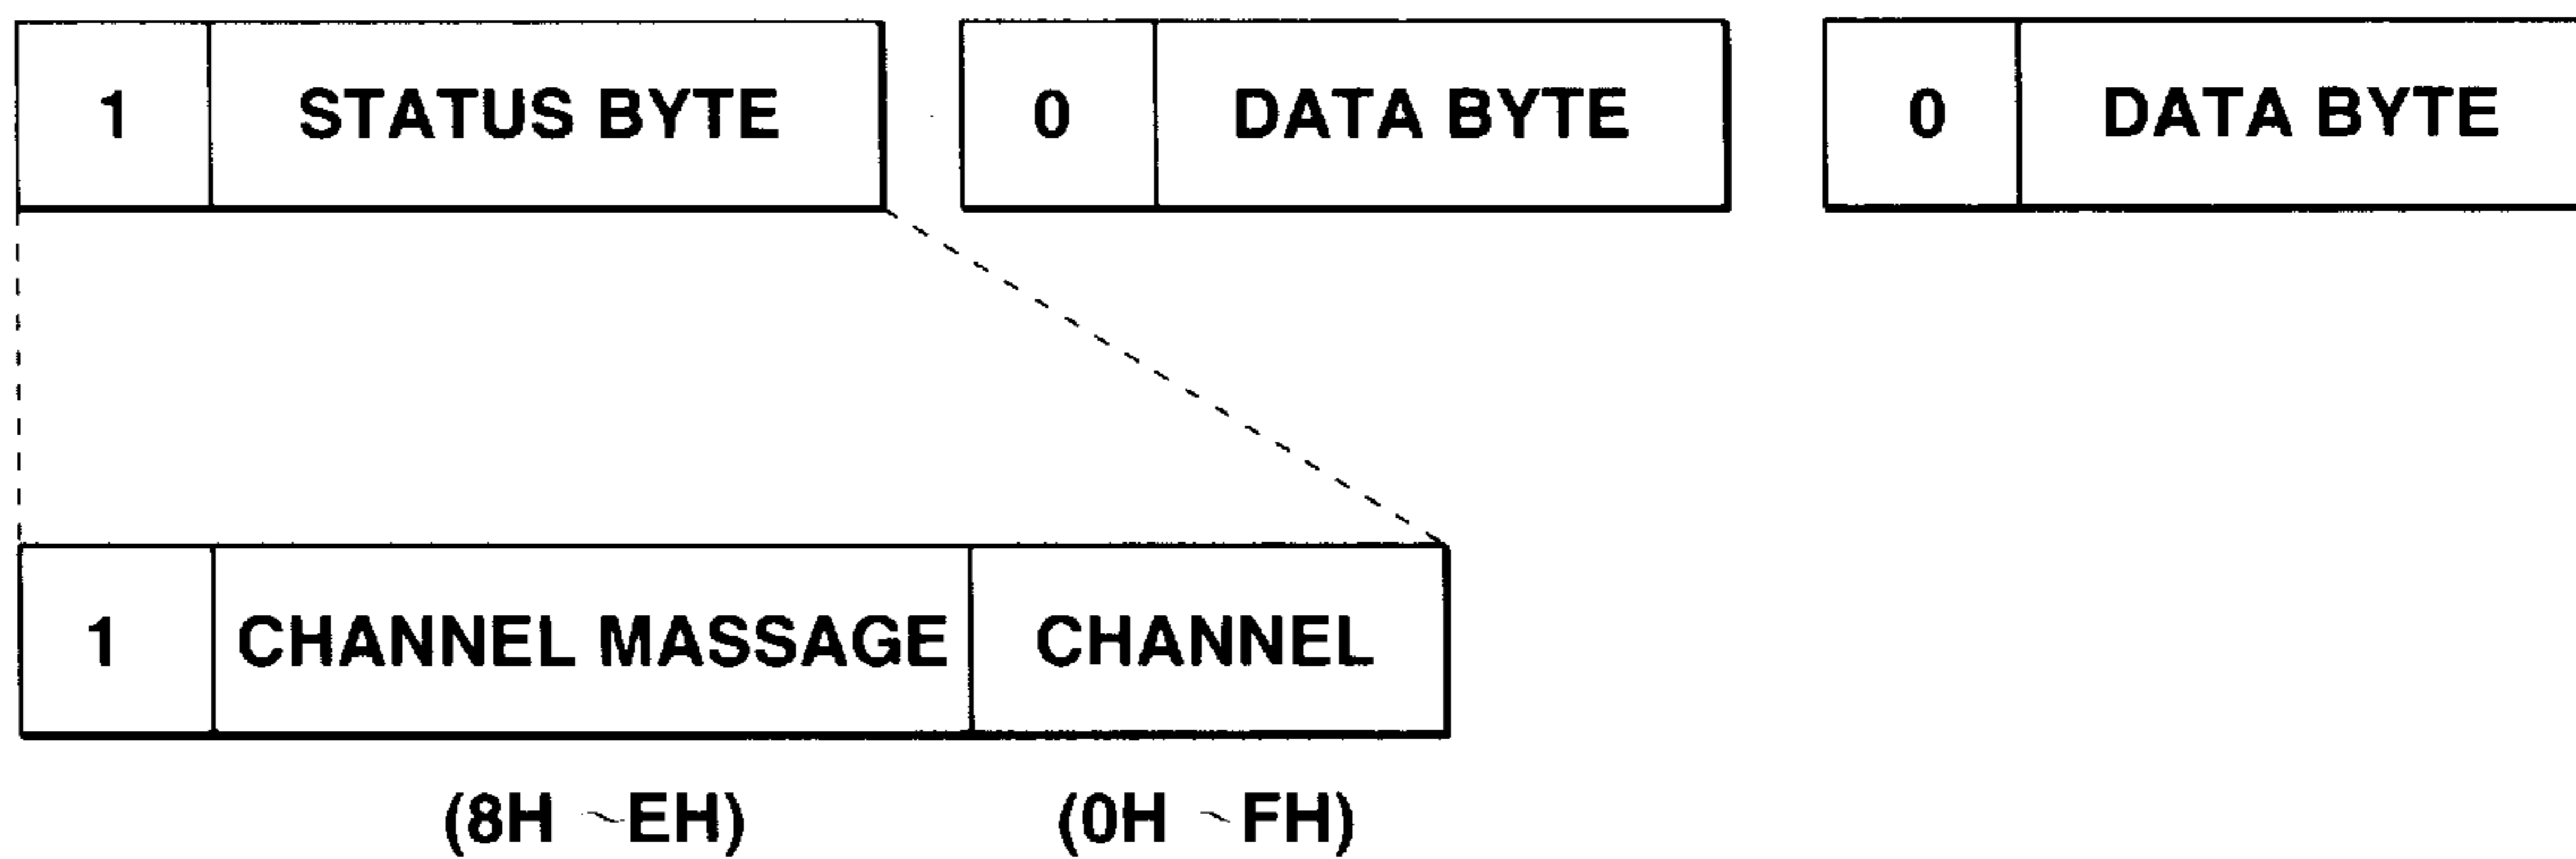 1 STATUS BYTE 0 DATA BYTE 0 DATA BYTE
1 CHANNEL MASSAGE CHANNEL
(8H ~EH) (0H ~FH)